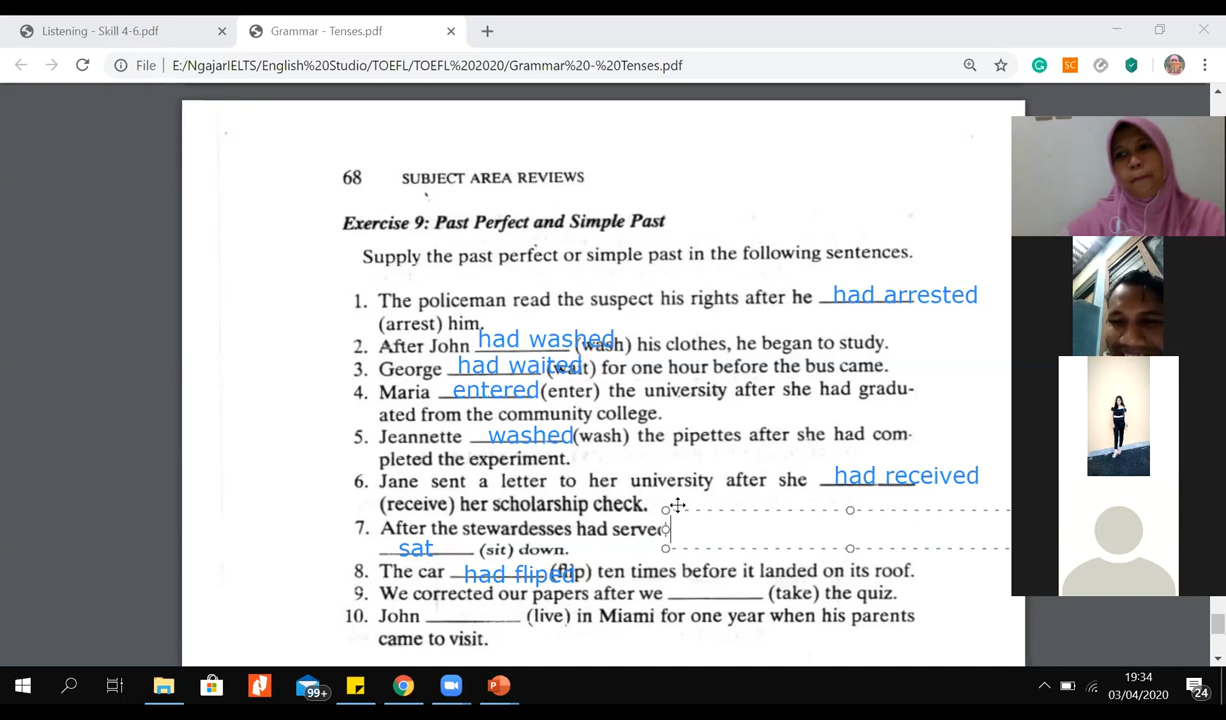 Listening - Skill 4-6.pdf
Grammar - Tenses.pdf
File E:/NgajarIELTS/English%20Studio/TOEFL/TOEFL%202020/Grammar%20-%20Tenses.pdf
SC
68 SUBJECT AREA REVIEWS
Exercise 9: Past Perfect and Simple Past
Supply the past perfect or simple past in the following sentences.
1. The policeman read the suspect his rights after he had arrested
(arrest) him.
2. After John had washed (wash) his clothes, he began to study.
3. George had waited (wait) for one hour before the bus came.
4. Maria entered (enter) the university after she had gradu-
ated from the community college.
5. Jeannette washed (wash) the pipettes after she had com-
pleted the experiment.
6. Jane sent a letter to her university after she had received
(receive) her scholarship check.
7. After the stewardesses had served
sat (sit) down.
8. The car had fliped (flip) ten times before it landed on its roof.
9. We corrected our papers after we ________ (take) the quiz.
10. John ________ (live) in Miami for one year when his parents
came to visit.
99+
19:34
03/04/2020
24